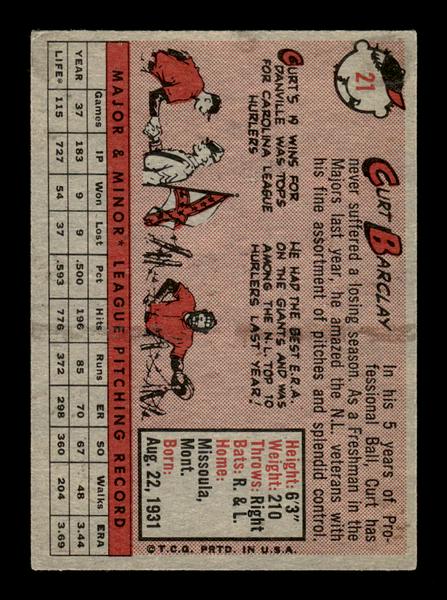 21
CURT BARCLAY
In his 5 years of Pro-
fessional Ball, Curt has
never suffered a losing season. As a Freshman in the
Majors last year, he amazed the N.L. veterans with
his fine assortment of pitches and splendid control.
CURT'S 19 WINS FOR
DANVILLE WAS TOPS
FOR CAROLINA LEAGUE
HURLERS
HE HAD THE BEST E.R.A.
ON THE GIANTS AND WAS
AMONG THE N.L. TOP 10
HURLERS LAST YEAR!
Height: 6'3"
Weight: 210
Throws: Right
Bats: R. & L.
Home:
Missoula,
Mont.
Born:
Aug. 22, 1931
©T.C.G. PRTD. IN U.S.A.
MAJOR & MINOR* LEAGUE PITCHING RECORD
Games IP Won Lost Pct Hits Runs ER SO Walks ERA
YEAR 37 183 9 9 .500 196 85 70 67 48 3.44
LIFE* 115 727 54 37 .593 776 372 298 360 204 3.69